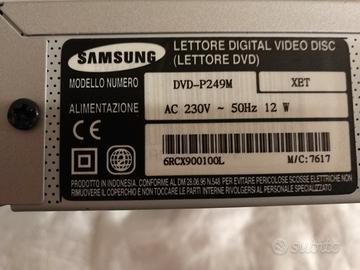 SAMSUNG
LETTORE DIGITAL VIDEO DISC
(LETTORE DVD)
MODELLO NUMERO DVD-P249M XET
ALIMENTAZIONE AC 230V ~ 50Hz 12 W
6RCX900100L M/C:7617
PRODOTTO IN INDONESIA. CONFORME AL DM 28.08.95 N.548 PER EVITARE PERICOLOSE SCOSSE ELETTRICHE NON
RIMUOVERE IL COPERCHIO E NON TOCCARE LE PARTI INTERNE RIVOLGERSI AL PERSONALE SPECIALIZZATO.
subito